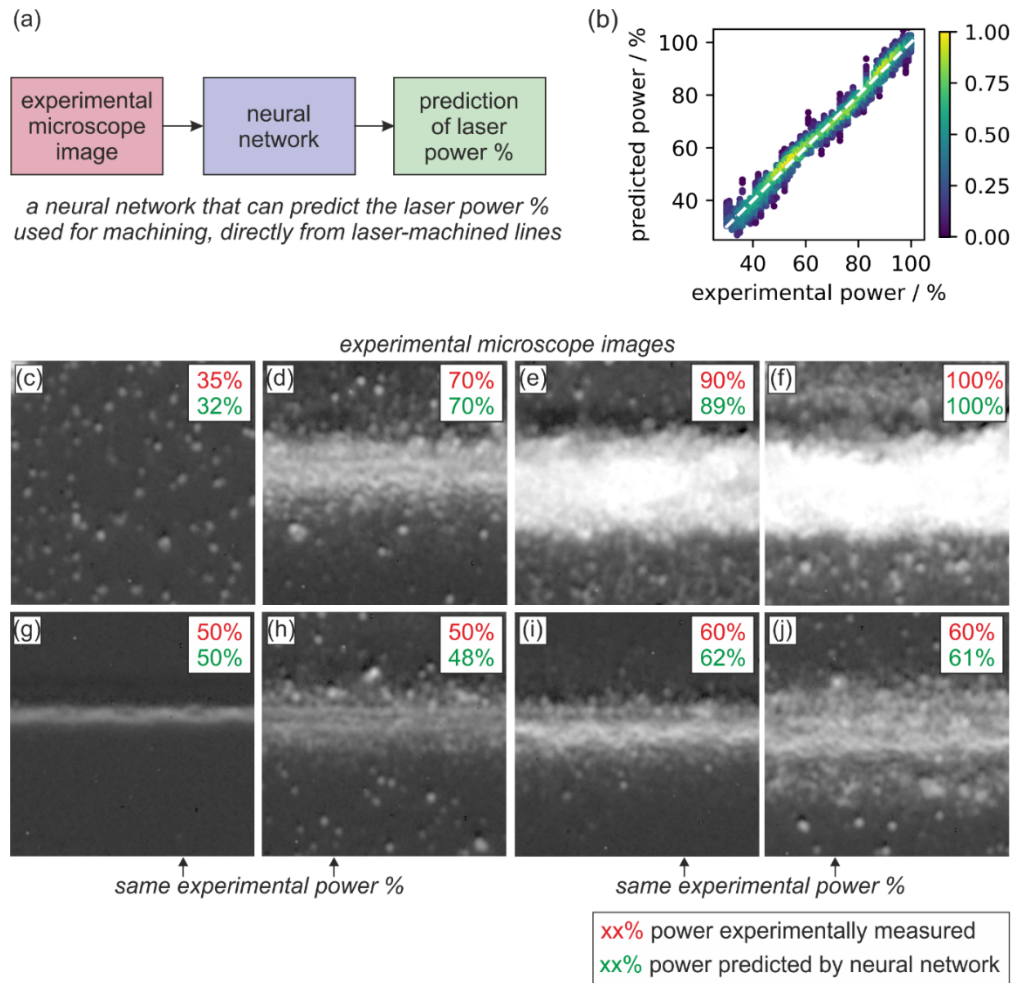 (a)
experimental
microscope
image
neural
network
prediction
of laser
power %
a neural network that can predict the laser power %
used for machining, directly from laser-machined lines
(b)
predicted power / %
100
80
60
40
40
60
80
100
experimental power / %
1.00
0.75
0.50
0.25
0.00
experimental microscope images
(c)
35%
32%
(d)
70%
70%
(e)
90%
89%
(f)
100%
100%
(g)
50%
50%
(h)
50%
48%
(i)
60%
62%
(j)
60%
61%
same experimental power %
same experimental power %
xx% power experimentally measured
xx% power predicted by neural network